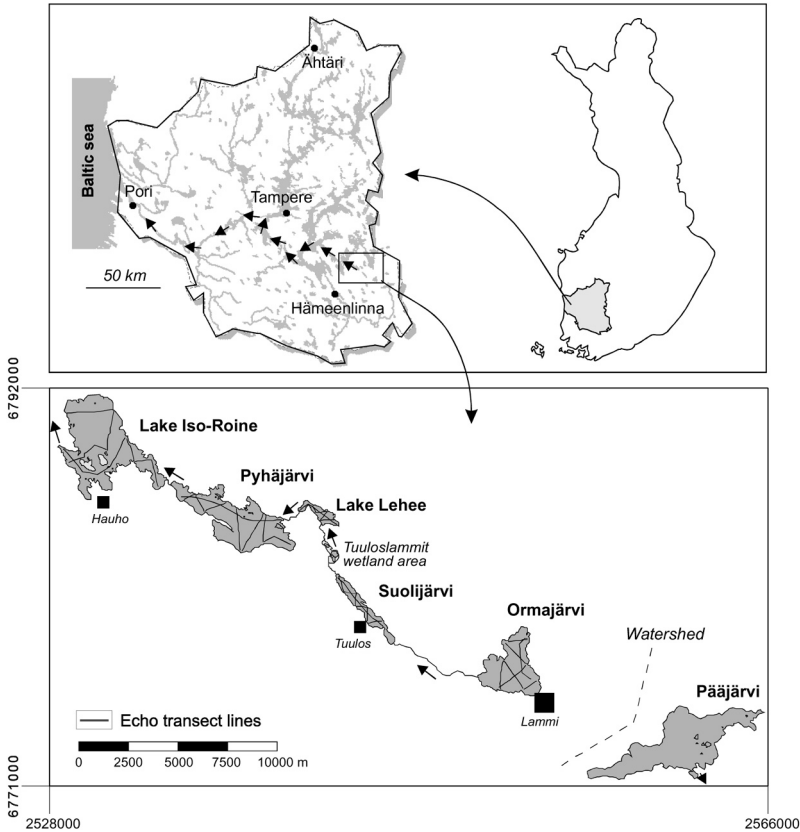 Ähtäri
Baltic sea
Pori
Tampere
50 km
Hämeenlinna
6792000
Lake Iso-Roine
Pyhäjärvi
Lake Lehee
Hauho
Tuuloslammit
wetland area
Suolijärvi
Ormajärvi
Tuulos
Watershed
Pääjärvi
Lammi
Echo transect lines
0 2500 5000 7500 10000 m
6771000
2528000
2566000